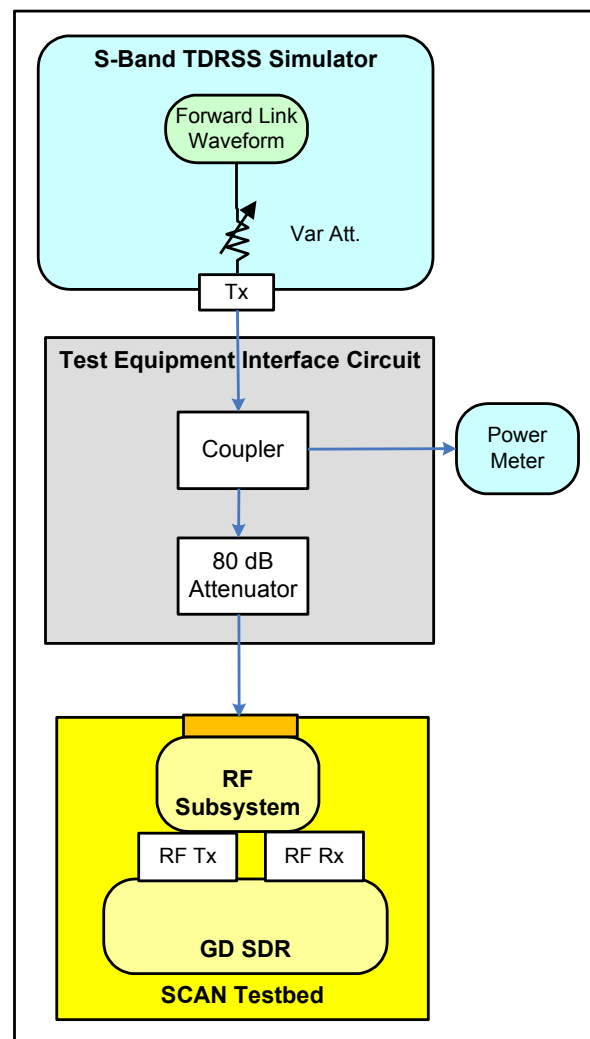 S-Band TDRSS Simulator
Forward Link
Waveform
Var Att.
Tx
Test Equipment Interface Circuit
Coupler
Power
Meter
80 dB
Attenuator
RF
Subsystem
RF Tx
RF Rx
GD SDR
SCAN Testbed